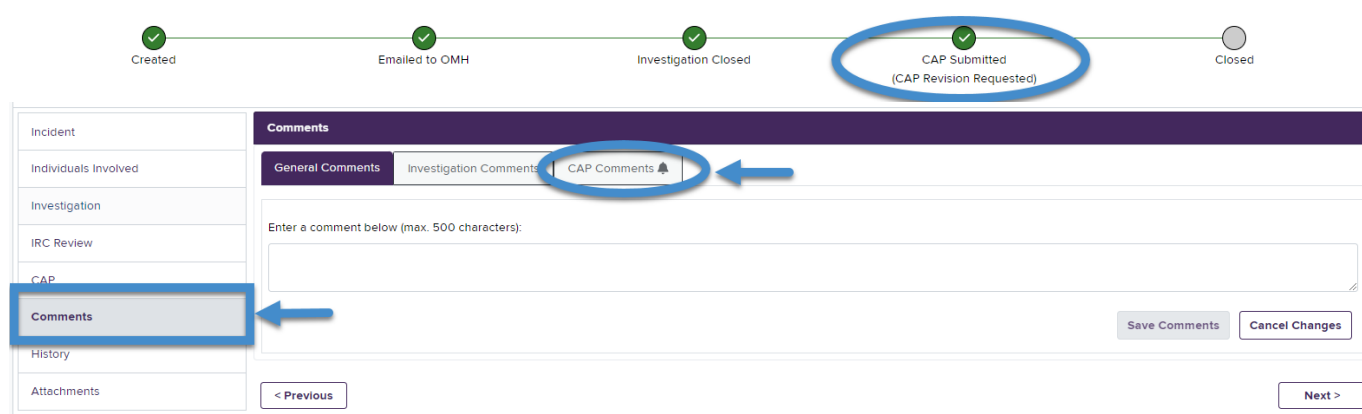 Created
Emailed to OMH
Investigation Closed
CAP Submitted
(CAP Revision Requested)
Closed
Incident
Individuals Involved
Investigation
IRC Review
CAP
Comments
History
Attachments
Comments
General Comments
Investigation Comments
CAP Comments
Enter a comment below (max. 500 characters):
Save Comments
Cancel Changes
< Previous
Next >